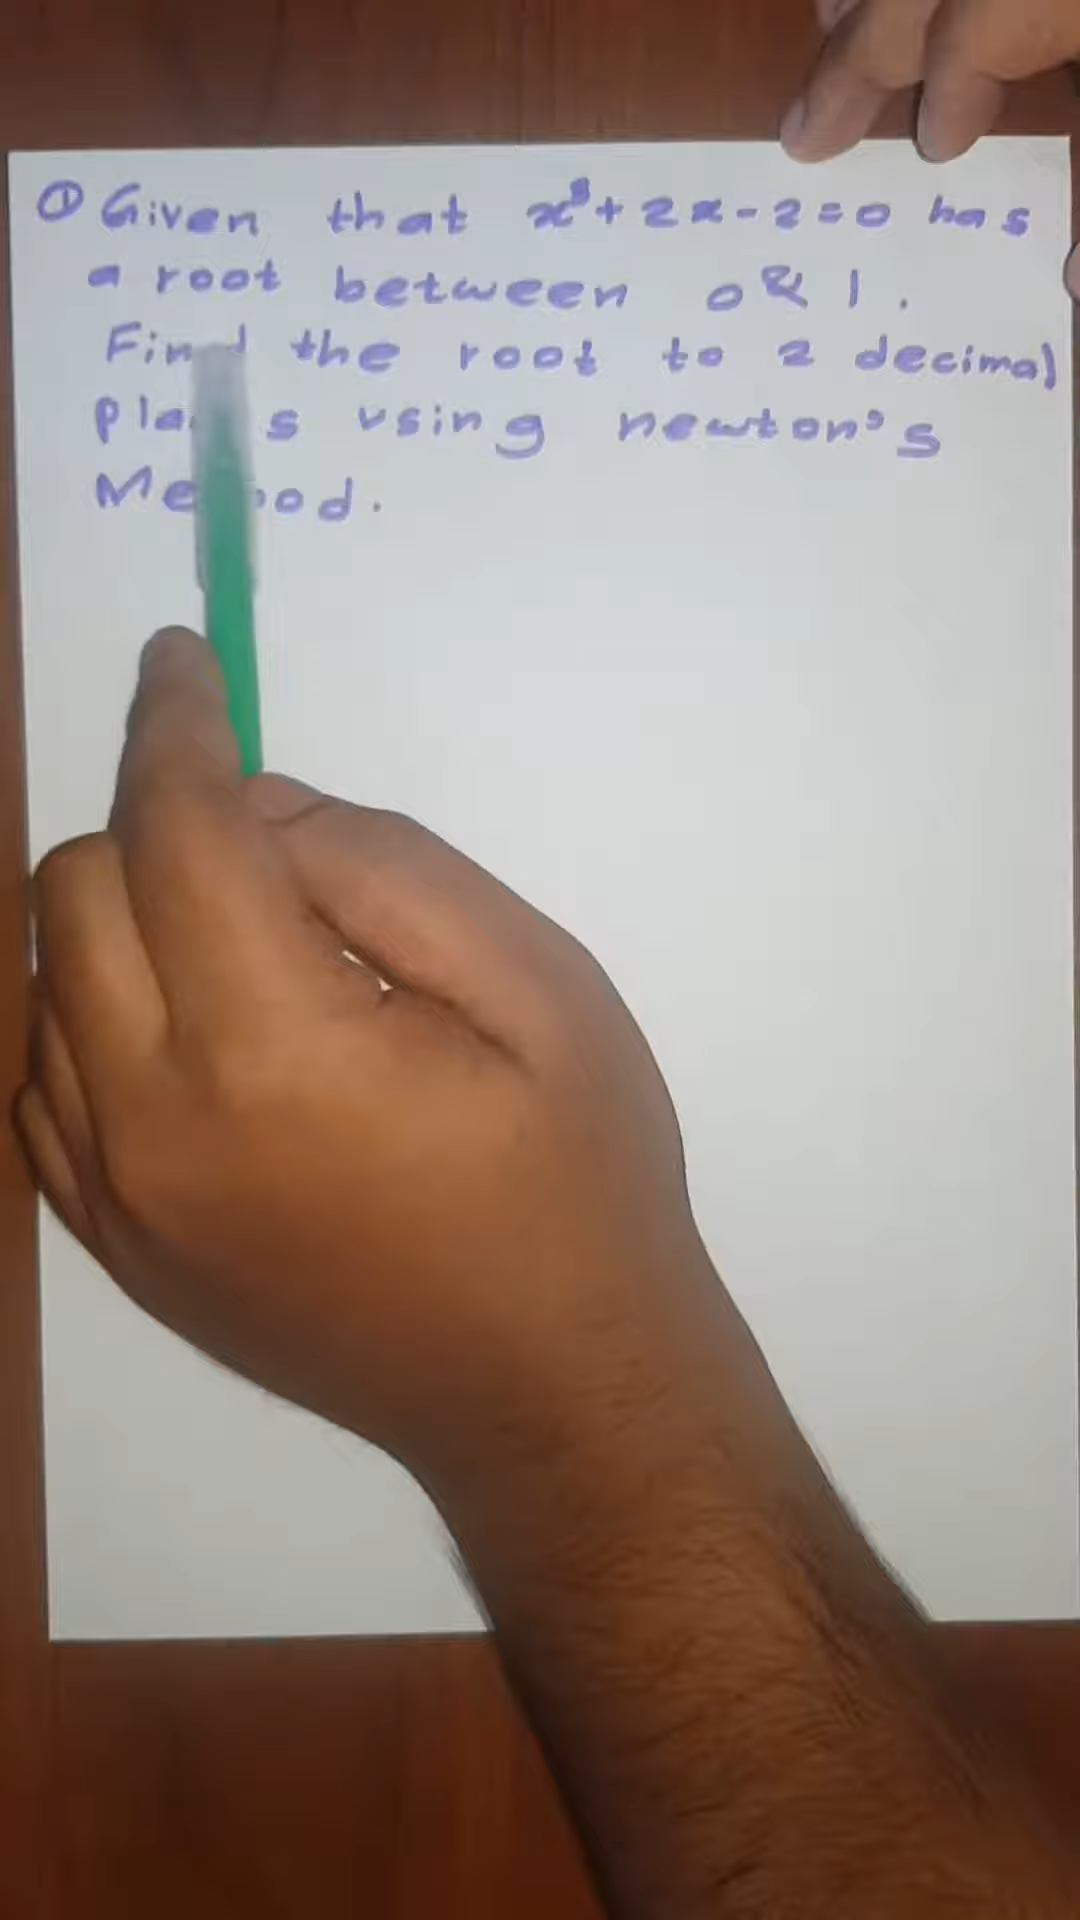 ① Given that x³+2x-2=0 has
a root between 0 & 1.
Find the root to 2 decimal
using newton's